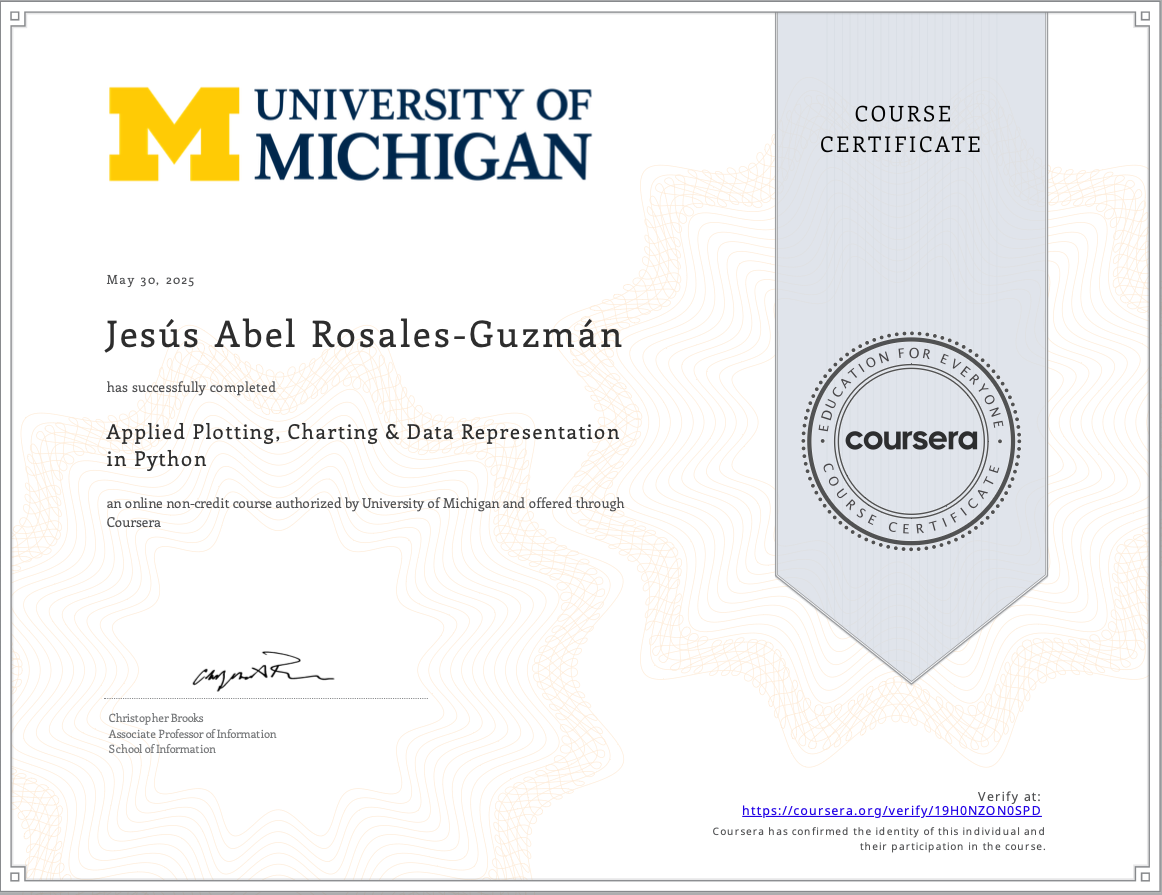 UNIVERSITY OF
MICHIGAN
COURSE
CERTIFICATE
May 30, 2025
Jesús Abel Rosales-Guzmán
has successfully completed
Applied Plotting, Charting & Data Representation
in Python
an online non-credit course authorized by University of Michigan and offered through
Coursera
EDUCATION FOR EVERYONE
coursera
COURSE CERTIFICATE
Christopher Brooks
Associate Professor of Information
School of Information
Verify at:
https://coursera.org/verify/19H0NZON0SPD
Coursera has confirmed the identity of this individual and
their participation in the course.